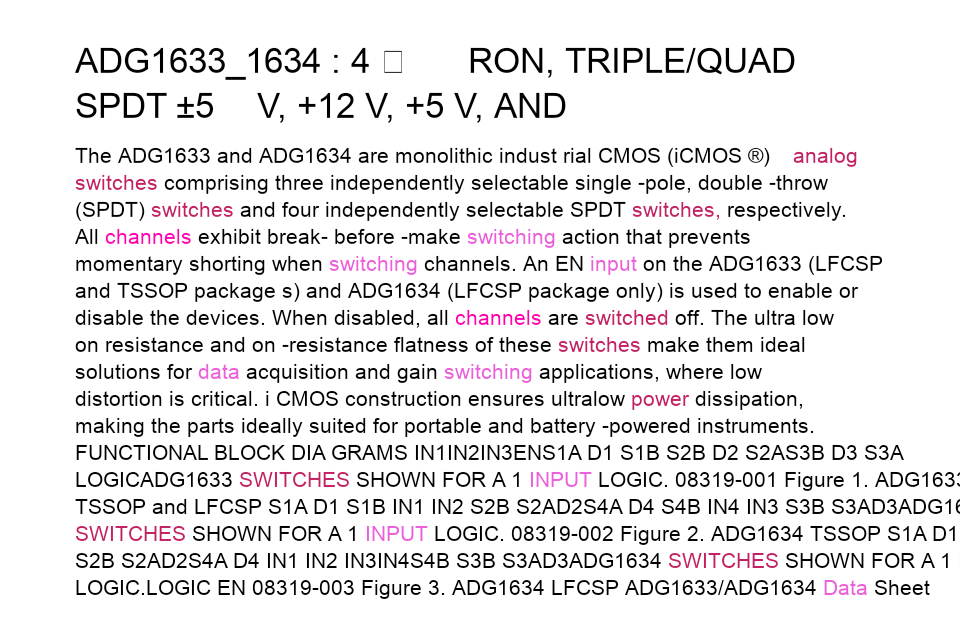 ADG1633_1634 : 4 □ RON, TRIPLE/QUAD
SPDT ±5 V, +12 V, +5 V, AND
The ADG1633 and ADG1634 are monolithic indust rial CMOS (iCMOS ®) analog
switches comprising three independently selectable single -pole, double -throw
(SPDT) switches and four independently selectable SPDT switches, respectively.
All channels exhibit break- before -make switching action that prevents
momentary shorting when switching channels. An EN input on the ADG1633 (LFCSP
and TSSOP package s) and ADG1634 (LFCSP package only) is used to enable or
disable the devices. When disabled, all channels are switched off. The ultra low
on resistance and on -resistance flatness of these switches make them ideal
solutions for data acquisition and gain switching applications, where low
distortion is critical. i CMOS construction ensures ultralow power dissipation,
making the parts ideally suited for portable and battery -powered instruments.
FUNCTIONAL BLOCK DIA GRAMS IN1IN2IN3ENS1A D1 S1B S2B D2 S2AS3B D3 S3A
LOGICADG1633 SWITCHES SHOWN FOR A 1 INPUT LOGIC. 08319-001 Figure 1. ADG1633
TSSOP and LFCSP S1A D1 S1B IN1 IN2 S2B S2AD2S4A D4 S4B IN4 IN3 S3B S3AD3ADG16
SWITCHES SHOWN FOR A 1 INPUT LOGIC. 08319-002 Figure 2. ADG1634 TSSOP S1A D1
S2B S2AD2S4A D4 IN1 IN2 IN3IN4S4B S3B S3AD3ADG1634 SWITCHES SHOWN FOR A 1
LOGIC.LOGIC EN 08319-003 Figure 3. ADG1634 LFCSP ADG1633/ADG1634 Data Sheet